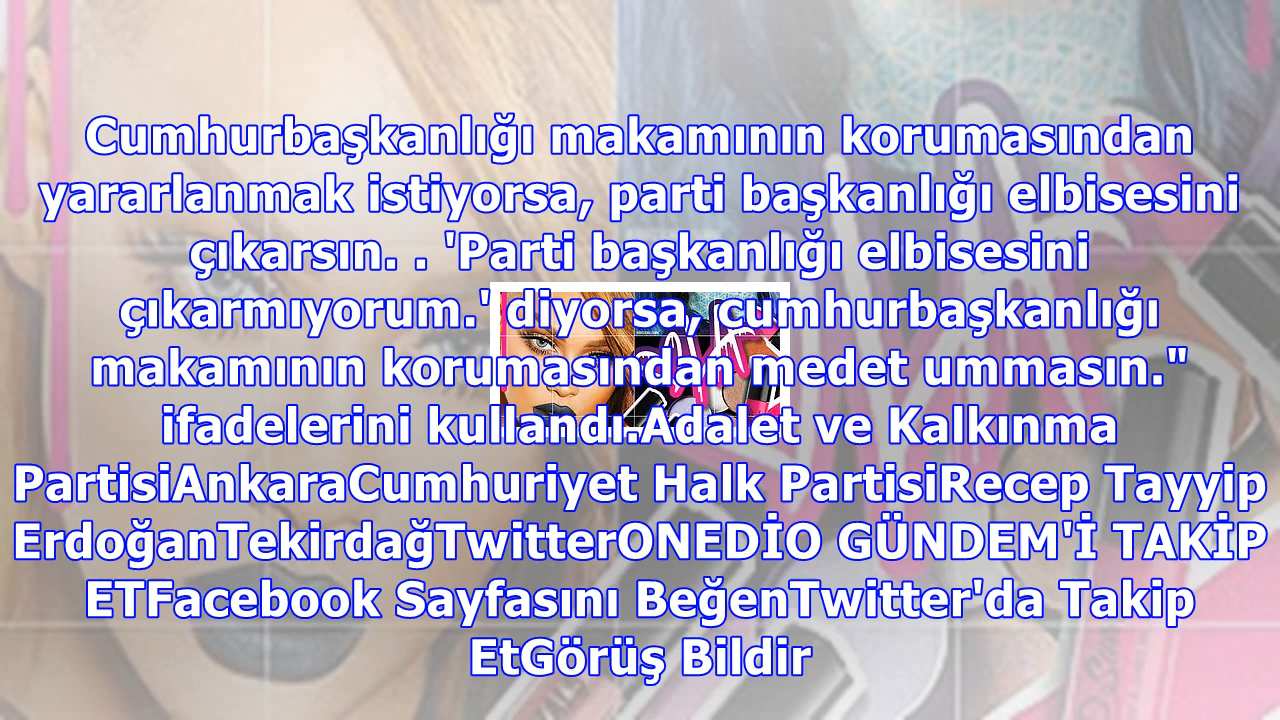 Cumhurbaşkanlığı makamının korumasından
yararlanmak istiyorsa, parti başkanlığı elbisesini
çıkarsın. . 'Parti başkanlığı elbisesini
çıkarmıyorum.' diyorsa, cumhurbaşkanlığı
makamının korumasından medet ummasın."
ifadelerini kullandı.Adalet ve Kalkınma
PartisiAnkaraCumhuriyet Halk PartisiRecep Tayyip
ErdoğanTekirdağTwitterONEDİO GÜNDEM'İ TAKİP
ETFacebook Sayfasını BeğenTwitter'da Takip
EtGörüş Bildir